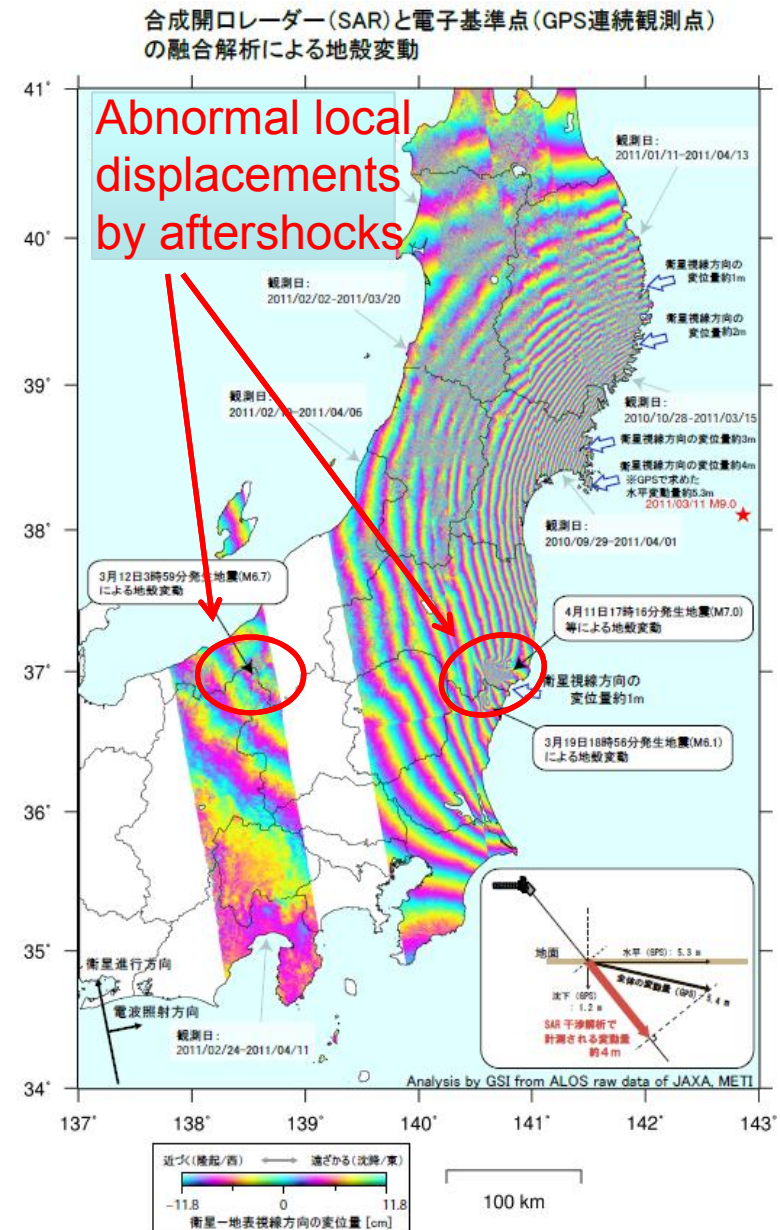 合成開口レーダー(SAR)と電子基準点(GPS連続観測点)
の融合解析による地殻変動
41°
40°
39°
38°
37°
36°
35°
34°
Abnormal local
displacements
by aftershocks
観測日:
2011/01/11-2011/04/13
衛星視線方向の
変位量約1m
観測日:
2011/02/02-2011/03/20
衛星視線方向の
変位量約2m
観測日:
2011/02/19-2011/04/06
観測日:
2010/10/28-2011/03/15
衛星視線方向の変位量約3m
衛星視線方向の変位量約4m
※GPSで求めた
水平変動量約5.3m
2011/03/11 M9.0
観測日:
2010/09/29-2011/04/01
3月12日3時59分発生地震(M6.7)
による地殻変動
4月11日17時16分発生地震(M7.0)
等による地殻変動
衛星視線方向の
変位量約1m
3月19日18時56分発生地震(M6.1)
による地殻変動
地面
水平 (GPS): 5.3 m
全体の変動量 (GPS): 5.4 m
沈下 (GPS)
: 1.2 m
SAR 干渉解析で
計測される変動量
約4m
衛星進行方向
電波照射方向
観測日:
2011/02/24-2011/04/11
Analysis by GSI from ALOS raw data of JAXA, METI
137° 138° 139° 140° 141° 142° 143°
近づく(隆起/西) 遠ざかる(沈降/東)
-11.8 0 11.8
衛星-地表視線方向の変位量 [cm]
100 km